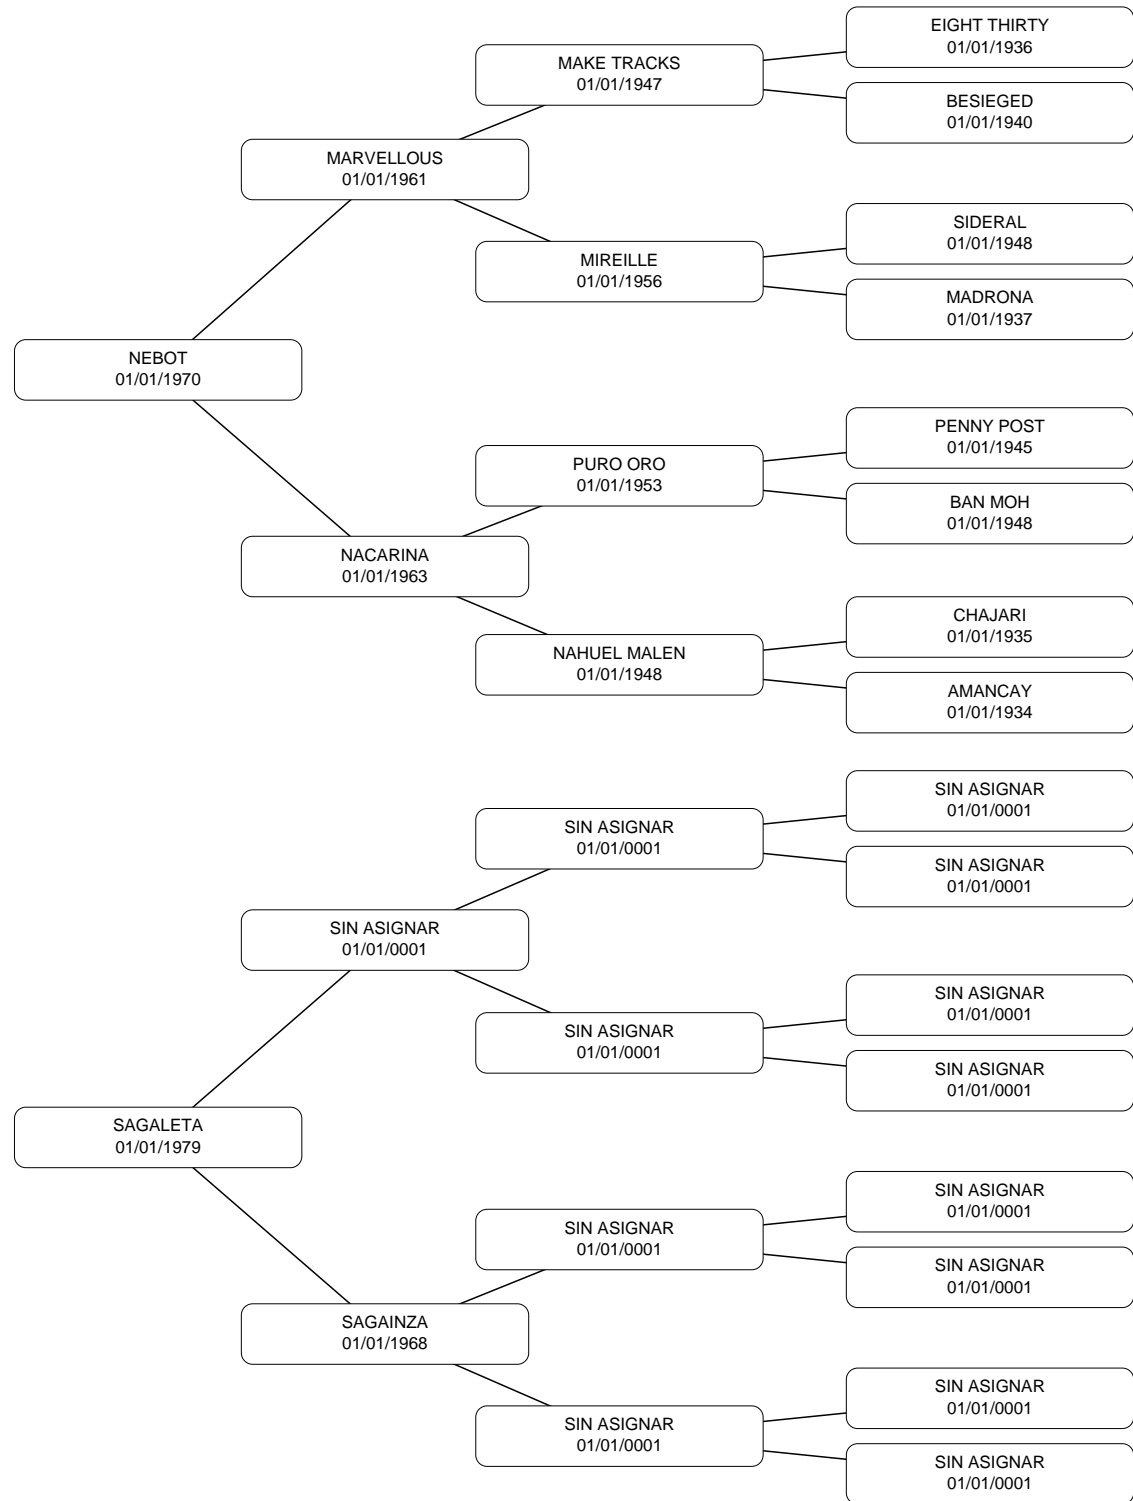 EIGHT THIRTY
01/01/1936
MAKE TRACKS
01/01/1947
BESIEGED
01/01/1940
MARVELLOUS
01/01/1961
SIDERAL
01/01/1948
MIREILLE
01/01/1956
MADRONA
01/01/1937
NEBOT
01/01/1970
PENNY POST
01/01/1945
PURO ORO
01/01/1953
BAN MOH
01/01/1948
NACARINA
01/01/1963
CHAJARI
01/01/1935
NAHUEL MALEN
01/01/1948
AMANCAY
01/01/1934
SIN ASIGNAR
01/01/0001
SIN ASIGNAR
01/01/0001
SIN ASIGNAR
01/01/0001
SIN ASIGNAR
01/01/0001
SIN ASIGNAR
01/01/0001
SIN ASIGNAR
01/01/0001
SIN ASIGNAR
01/01/0001
SAGALETA
01/01/1979
SIN ASIGNAR
01/01/0001
SIN ASIGNAR
01/01/0001
SIN ASIGNAR
01/01/0001
SAGAINZA
01/01/1968
SIN ASIGNAR
01/01/0001
SIN ASIGNAR
01/01/0001
SIN ASIGNAR
01/01/0001